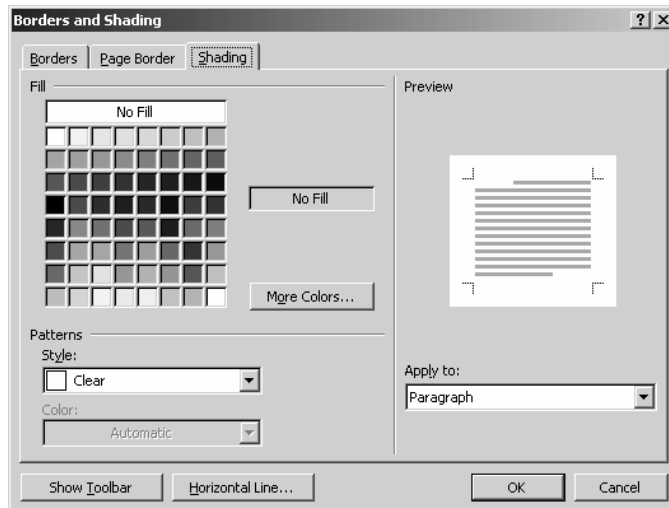 Borders and Shading
Borders
Page Border
Shading
Fill
No Fill
No Fill
More Colors...
Patterns
Style:
Clear
Color:
Automatic
Preview
Apply to:
Paragraph
Show Toolbar
Horizontal Line...
OK
Cancel